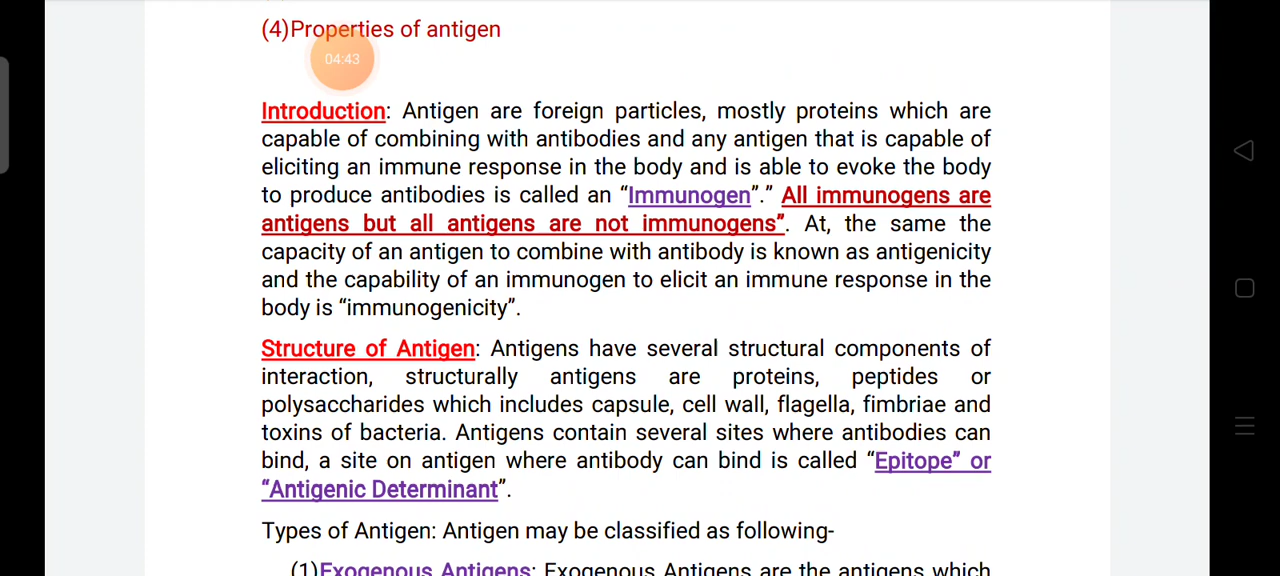 (4)Properties of antigen
04:43
Introduction: Antigen are foreign particles, mostly proteins which are
capable of combining with antibodies and any antigen that is capable of
eliciting an immune response in the body and is able to evoke the body
to produce antibodies is called an “Immunogen”.” All immunogens are
antigens but all antigens are not immunogens”. At, the same the
capacity of an antigen to combine with antibody is known as antigenicity
and the capability of an immunogen to elicit an immune response in the
body is “immunogenicity”.
Structure of Antigen: Antigens have several structural components of
interaction, structurally antigens are proteins, peptides or
polysaccharides which includes capsule, cell wall, flagella, fimbriae and
toxins of bacteria. Antigens contain several sites where antibodies can
bind, a site on antigen where antibody can bind is called “Epitope” or
“Antigenic Determinant”.
Types of Antigen: Antigen may be classified as following-
(1)Exogenous Antigens: Exogenous Antigens are the antigens which